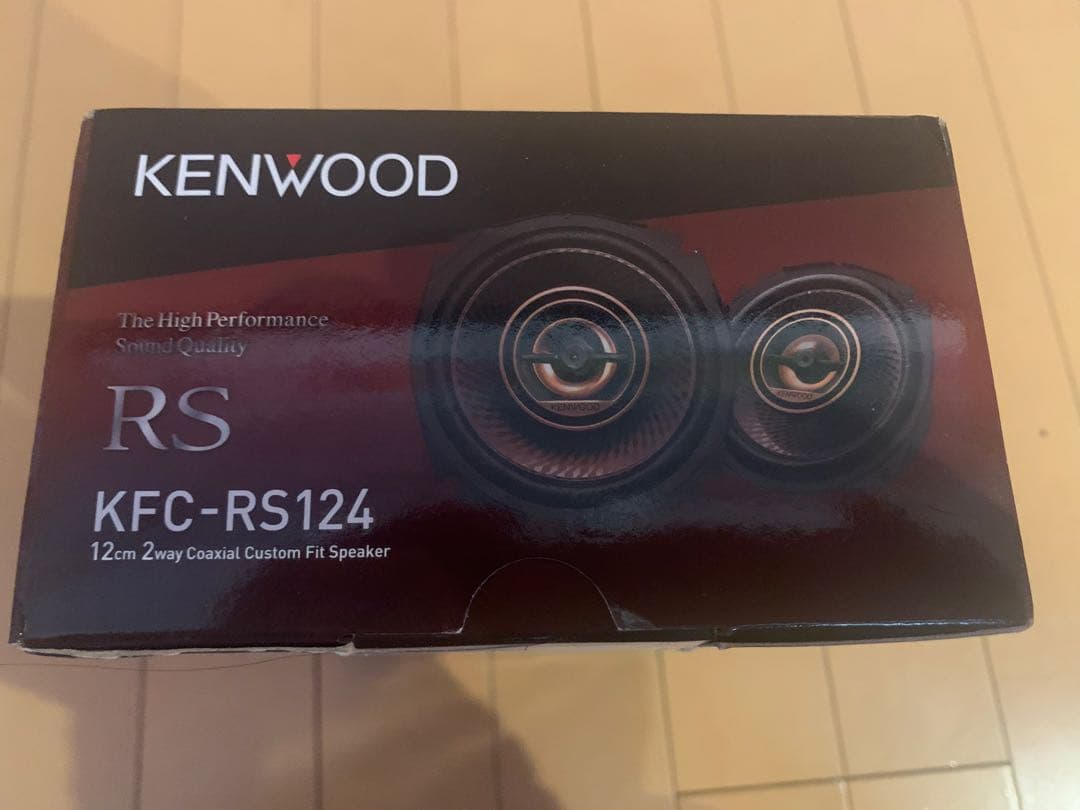 KENWOOD
The High Performance
Sound Quality
RS
KFC-RS124
12cm 2way Coaxial Custom Fit Speaker
KENWOOD
KENWOOD